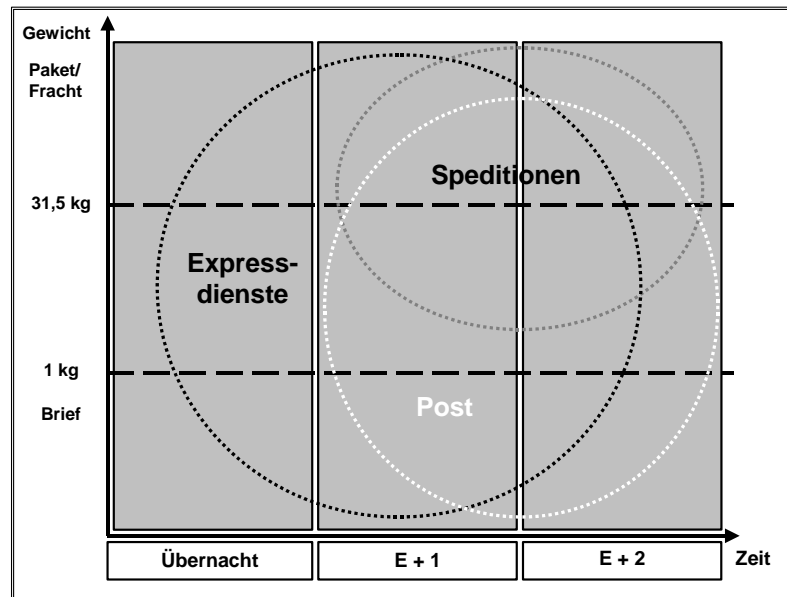 Gewicht
Paket/
Fracht
Speditionen
31,5 kg
Express-
dienste
1 kg
Post
Brief
Übernacht
E + 1
E + 2
Zeit